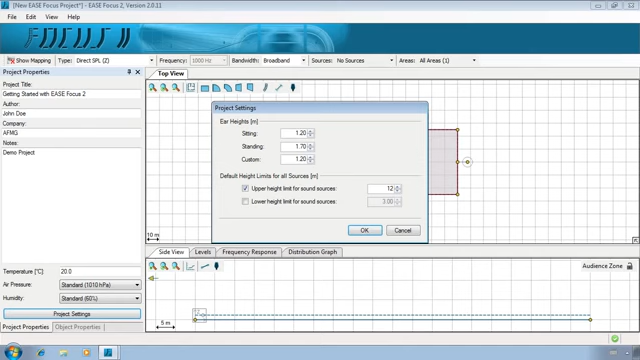 [New EASE Focus Project*] - EASE Focus 2, Version 2.0.11
File Edit View Help
FOCUS II
Show Mapping Type: Direct SPL (Z) Frequency: 1000 Hz Bandwidth: Broadband Sources: No Sources Areas: All Areas (1)
Project Properties
Top View
Project Title:
Getting Started with EASE Focus 2
Author:
John Doe
Company:
AFMG
Notes:
Demo Project
Project Settings
Ear Heights [m]
Sitting: 1.20
Standing: 1.70
Custom: 1.20
Default Height Limits for all Sources [m]
Upper height limit for sound sources: 12
Lower height limit for sound sources: 3.00
OK Cancel
10 m
Side View Levels Frequency Response Distribution Graph
Audience Zone
Temperature [°C] 20.0
Air Pressure: Standard (1010 hPa)
Humidity: Standard (60%)
Project Settings
5 m
Project Properties Object Properties